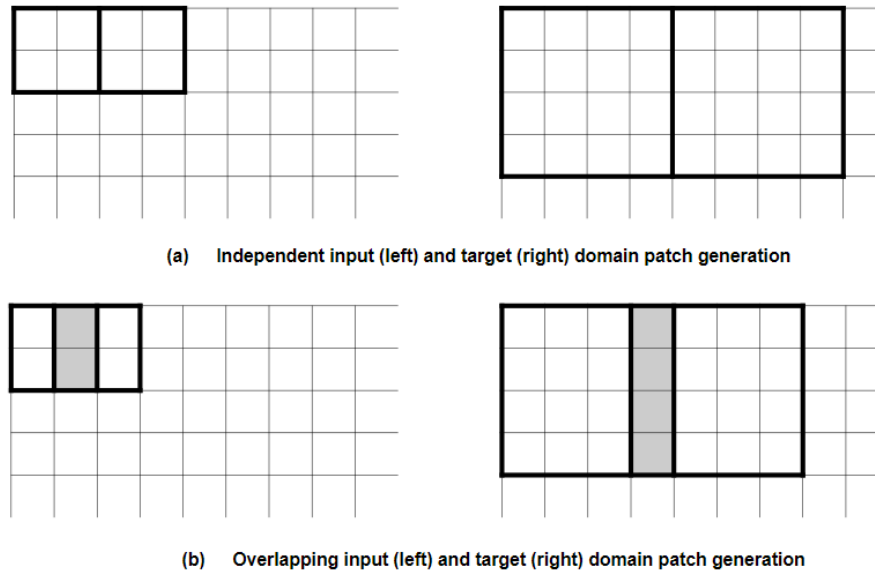 (a) Independent input (left) and target (right) domain patch generation
(b) Overlapping input (left) and target (right) domain patch generation